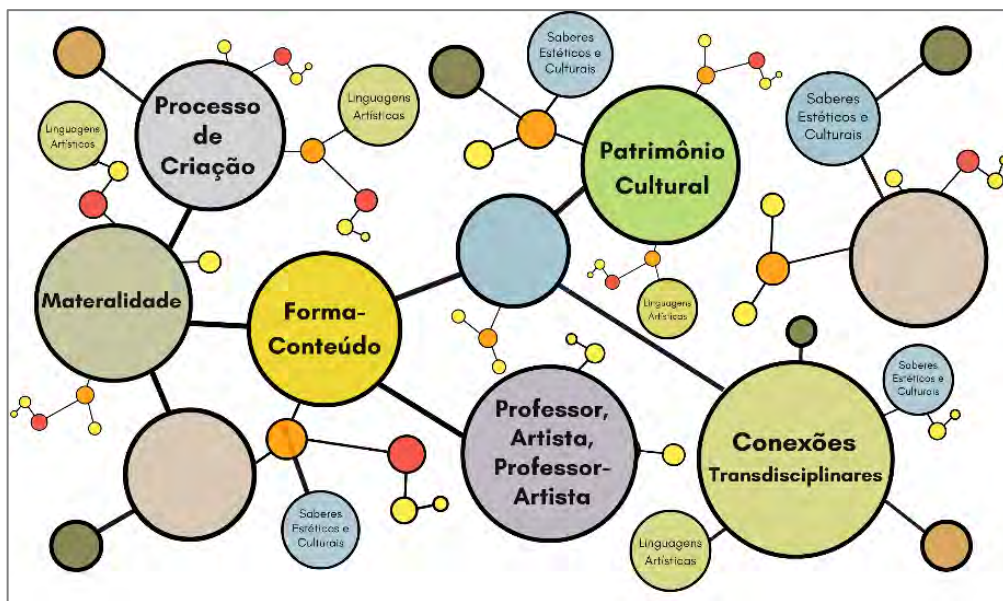 Processo
de
Criação
Linguagens
Artísticas
Linguagens
Artísticos
Saberes
Estéticos e
Culturais
Patrimônio
Cultural
Saberes
Estéticos e
Culturais
Materalidade
Forma-
Conteúdo
Linguagens
Artísticas
Professor,
Artista,
Professor-
Artista
Saberes
Estéticos e
Culturais
Conexões
Transdisciplinares
Saberes
Estéticos e
Culturais
Linguagens
Artísticas